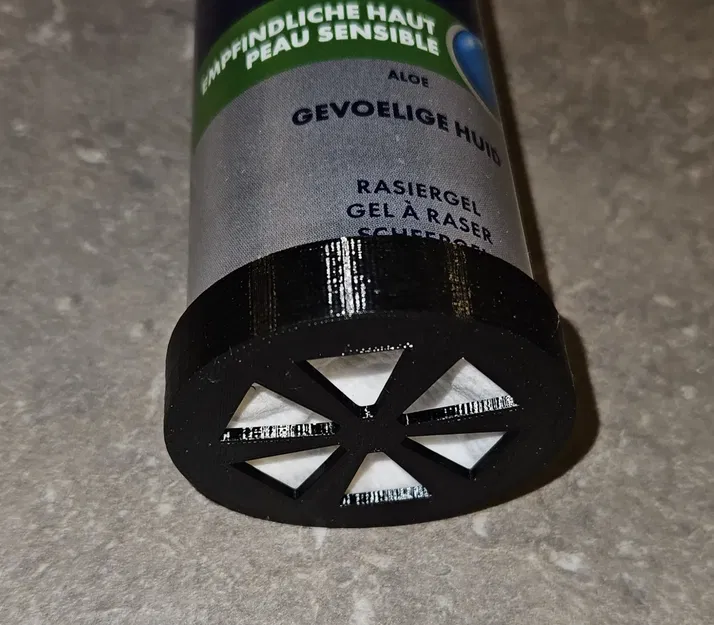 EMPFINDLICHE HAUT
PEAU SENSIBLE
ALOE
GEVOELIGE HUID
RASIERGEL
GEL À RASER